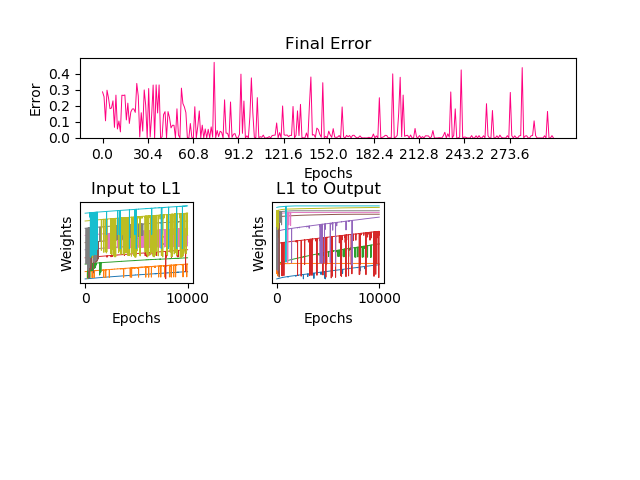 Final Error
Error
0.4
0.3
0.2
0.1
0.0
0.0 30.4 60.8 91.2 121.6 152.0 182.4 212.8 243.2 273.6
Epochs
Input to L1
Weights
0 10000
Epochs
L1 to Output
Weights
0 10000
Epochs